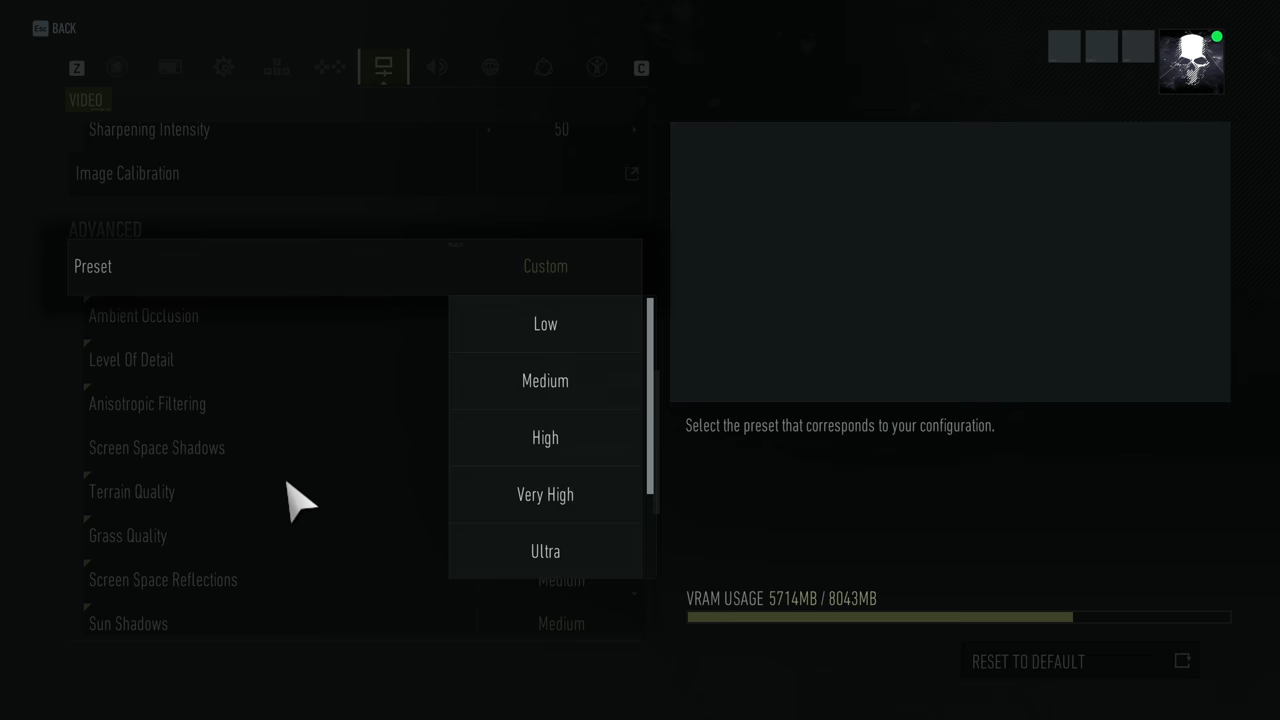 Esc BACK
Z
C
VIDEO
Sharpening Intensity 50
Image Calibration
ADVANCED
Preset Custom
Ambient Occlusion
Low
Level Of Detail
Medium
Anisotropic Filtering
High
Screen Space Shadows
Terrain Quality
Very High
Grass Quality
Ultra
Screen Space Reflections Medium
Sun Shadows Medium
Select the preset that corresponds to your configuration.
VRAM USAGE 5714MB / 8043MB
RESET TO DEFAULT